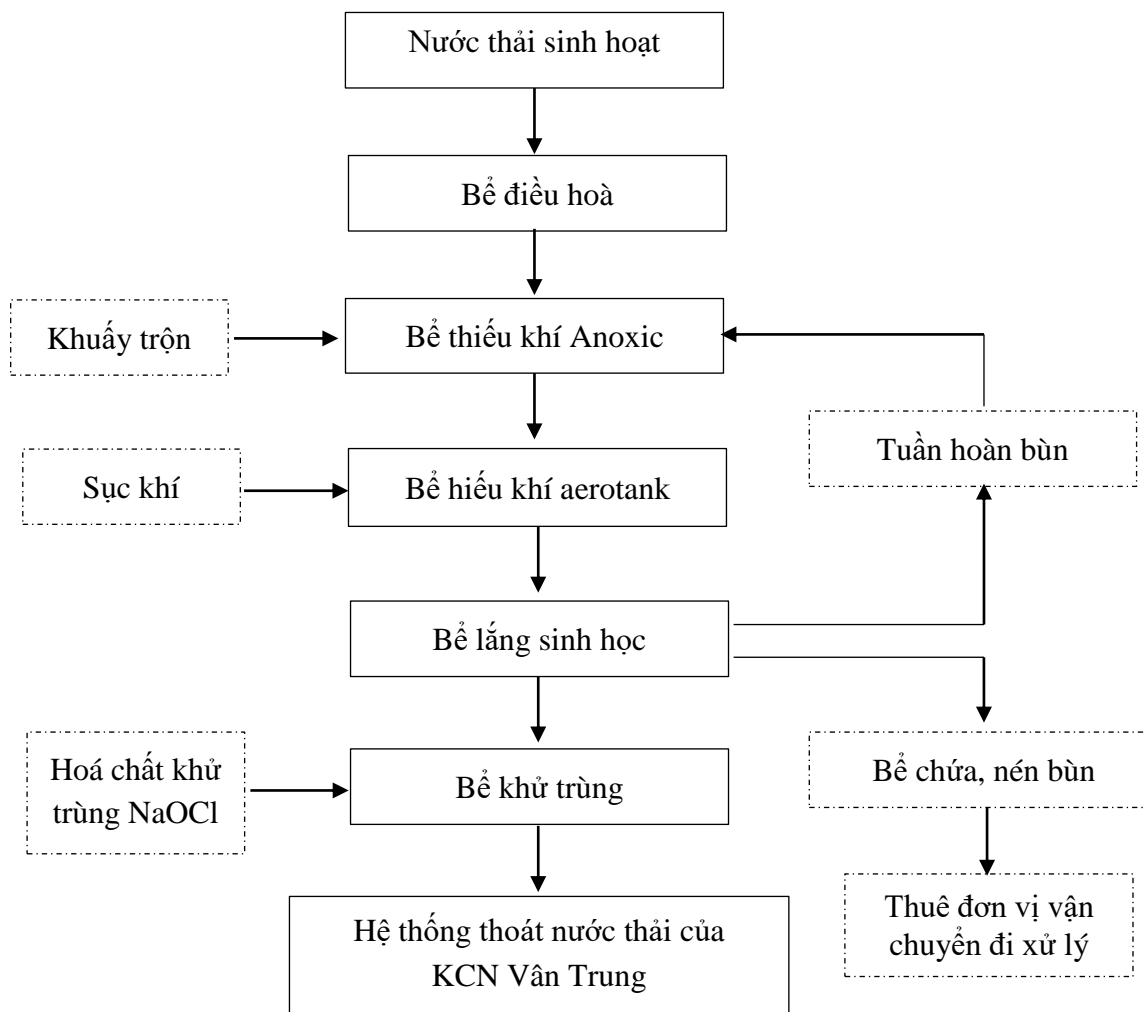 Nước thải sinh hoạt
Bể điều hoà
Khuấy trộn
Bể thiếu khí Anoxic
Tuần hoàn bùn
Sục khí
Bể hiếu khí aerotank
Bể lắng sinh học
Hoá chất khử
trùng NaOCl
Bể khử trùng
Bể chứa, nén bùn
Hệ thống thoát nước thải của
KCN Vân Trung
Thuê đơn vị vận
chuyển đi xử lý